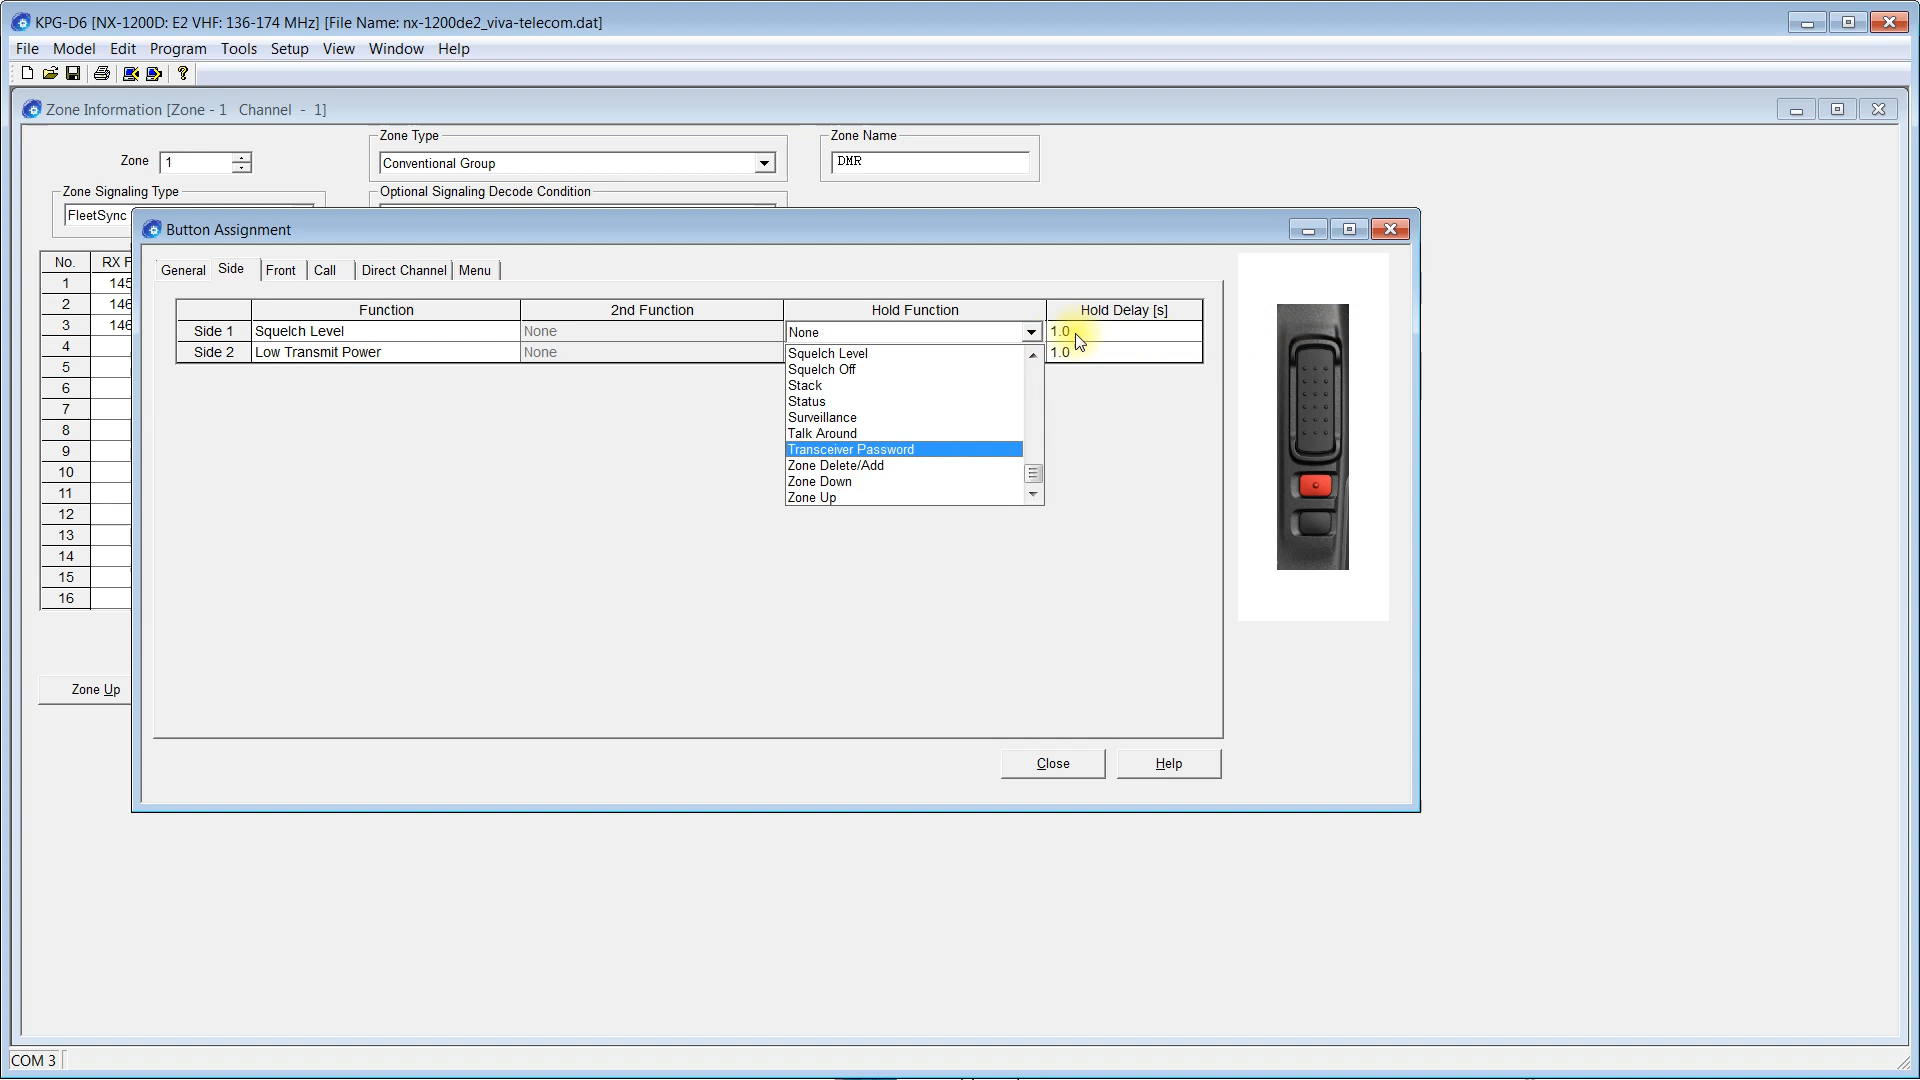 KPG-D6 [NX-1200D: E2 VHF: 136-174 MHz] [File Name: nx-1200de2_viva-telecom.dat]
File Model Edit Program Tools Setup View Window Help
Zone Information [Zone - 1 Channel - 1]
Zone Type
Zone Name
Zone 1
Conventional Group
DMR
Zone Signaling Type
Optional Signaling Decode Condition
FleetSync
Button Assignment
No. RX F
1 145
2 146
3 146
4
5
6
7
8
9
10
11
12
13
14
15
16
Zone Up
General Side Front Call Direct Channel Menu
Function 2nd Function Hold Function Hold Delay [s]
Side 1 Squelch Level None None 1.0
Side 2 Low Transmit Power None 1.0
Squelch Level
Squelch Off
Stack
Status
Surveillance
Talk Around
Transceiver Password
Zone Delete/Add
Zone Down
Zone Up
Close Help
COM 3